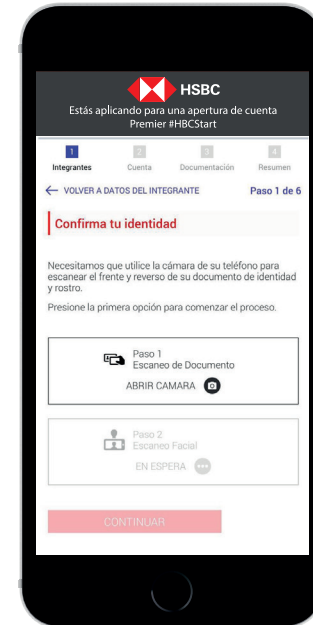 HSBC
Estás aplicando para una apertura de
cuenta
Premier #HBCStart
1 2 3 4
Integrantes Cuenta Documentación Resumen
← VOLVER A DATOS DEL INTEGRANTE Paso 1 de 6
Confirma tu identidad
Necesitamos que utilice la cámara de su teléfono para
escanear el frente y reverso de su documento de identidad
y rostro.
Presione la primera opción para comenzar el proceso.
Paso 1
Escaneo de Documento
ABRIR CAMARA
Paso 2
Escaneo Facial
EN ESPERA
CONTINUAR